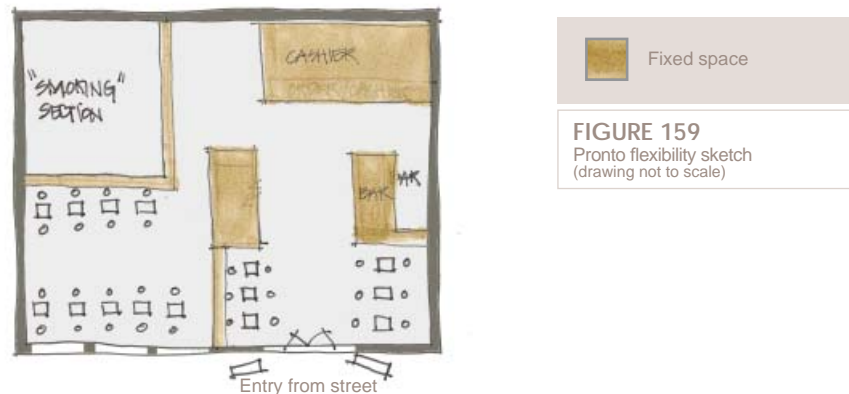 CASHIER
"SMOKING"
SECTION
BAR
Entry from street
Fixed space
FIGURE 159
Pronto flexibility sketch
(drawing not to scale)